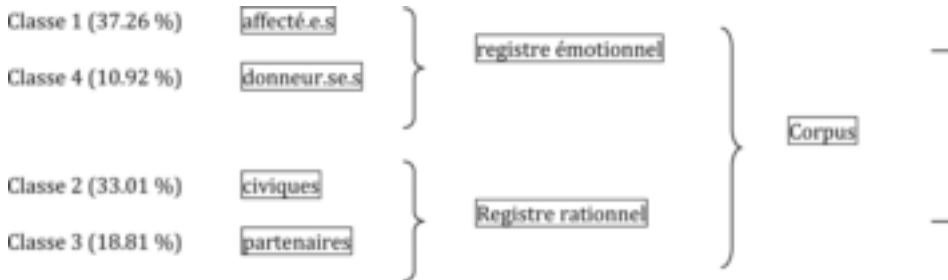 Classe 1 (37.26 %) affecté.e.s
registre émotionnel
Classe 4 (10.92 %) donneur.se.s
Corpus
Classe 2 (33.01 %) civiques
Registre rationnel
Classe 3 (18.81 %) partenaires